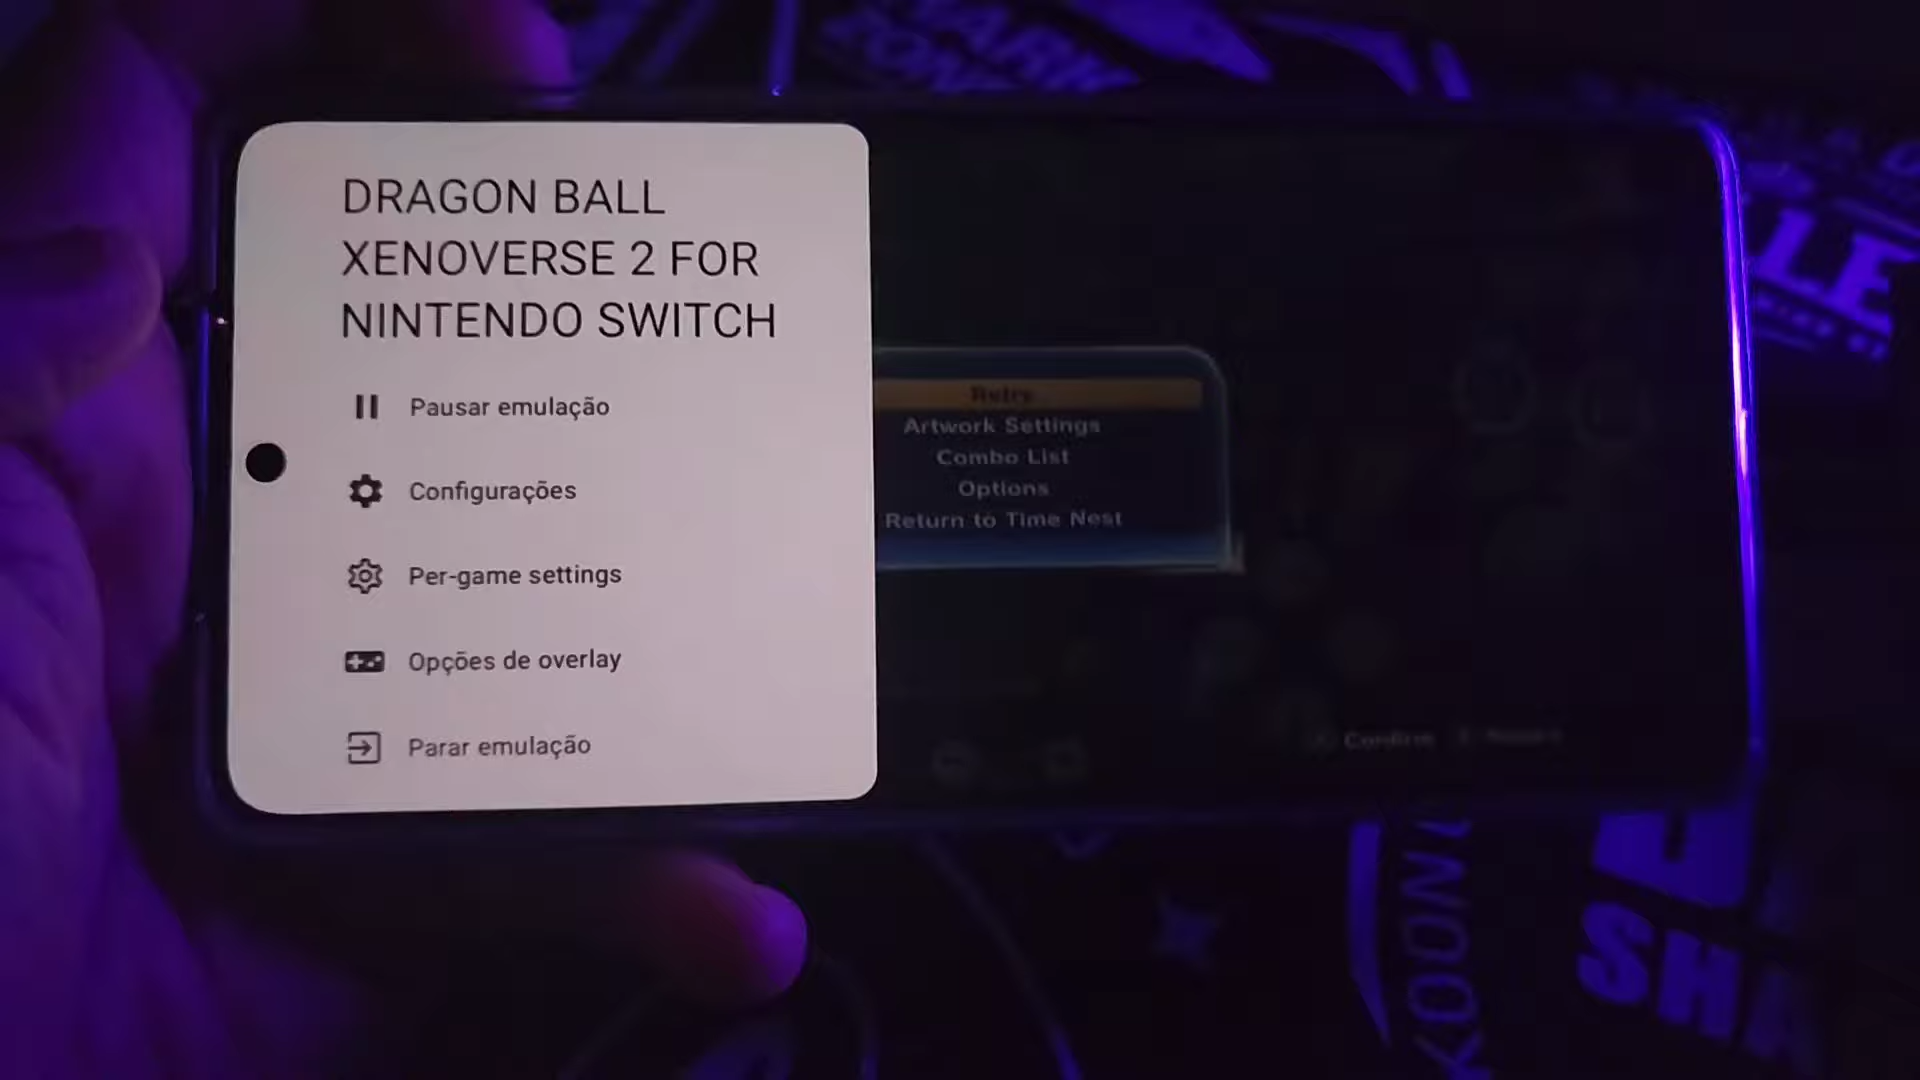 DRAGON BALL
XENOVERSE 2 FOR
NINTENDO SWITCH
Pausar emulação
Configurações
Per-game settings
Opções de overlay
Parar emulação
Retry
Artwork Settings
Combo List
Options
Return to Time Nest
Confirm